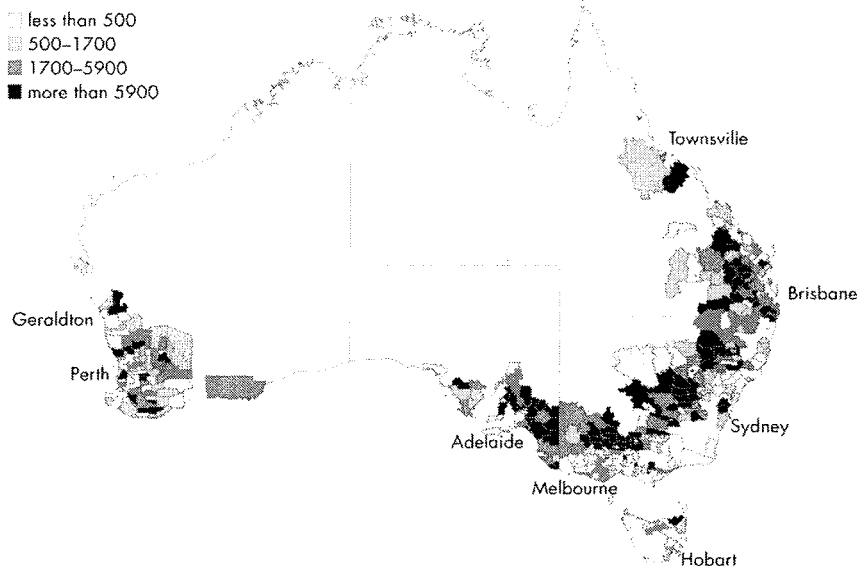 less than 500
500–1700
1700–5900
more than 5900
Townsville
Brisbane
Geraldton
Perth
Sydney
Adelaide
Melbourne
Hobart